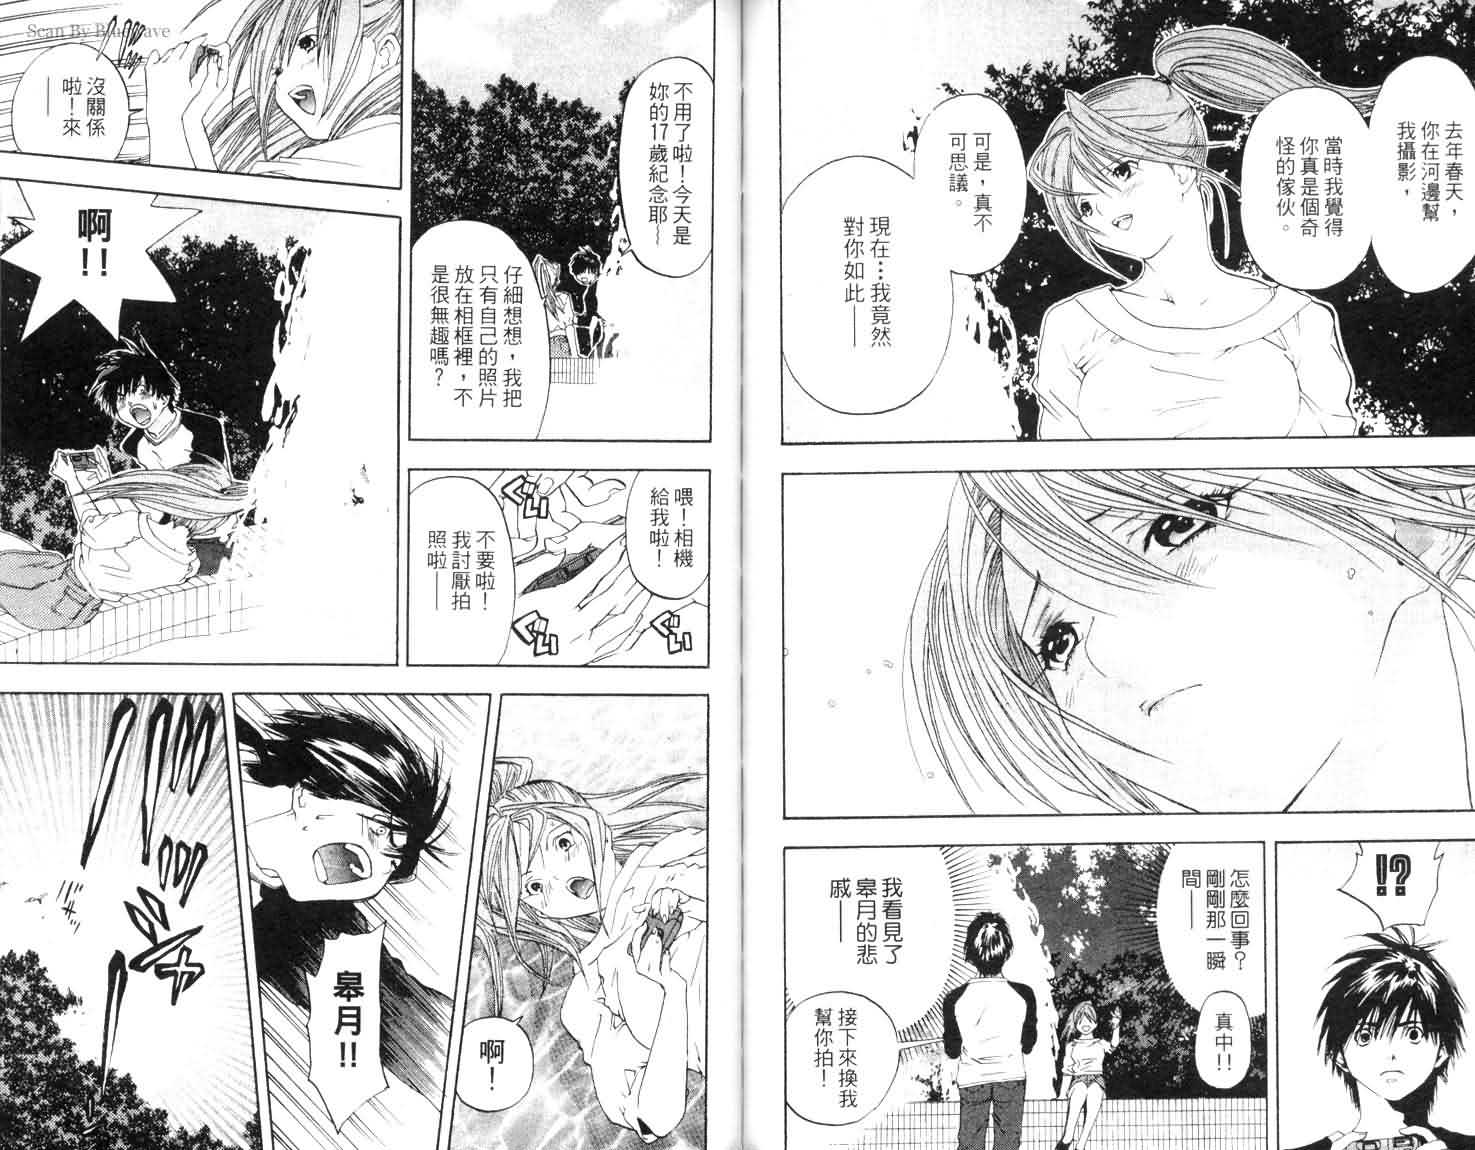 去年春天，
你在河邊幫
我攝影，
當時我覺得
你真是個奇
怪的傢伙。
可是，真不
可思議。
現在…我竟然
對你如此——
!?
怎麼回事？
剛剛那一瞬
間——
真中!!
我看見了
皐月的悲
戚——
接下來換我
幫你拍！
不用了啦！今天是
妳的17歲紀念耶～
仔細想想，我把
只有自己的照片
放在相框裡，不
是很無趣嗎？
喂！相機
給我啦！
不要啦！
我討厭拍
照啦——
ぐい
ぐい
ぐい
沒關係
啦！來
——
啊!!
啊！
皐月!!
Scan By BlueWave